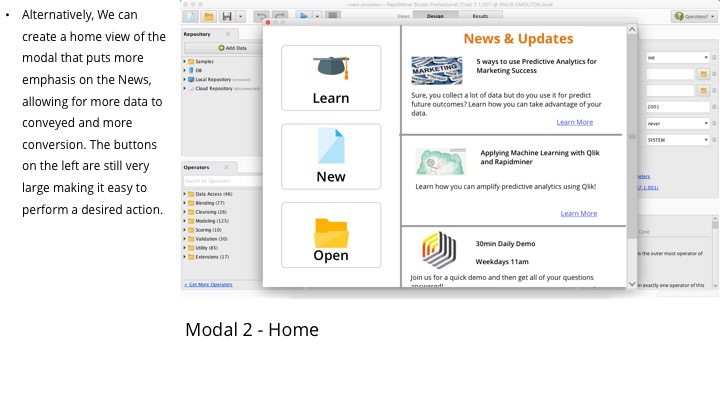 • Alternatively, We can
create a home view of the
modal that puts more
emphasis on the News,
allowing for more data to
conveyed and more
conversion. The buttons
on the left are still very
large making it easy to
perform a desired action.
<new process> – RapidMiner Studio Professional (Trial) 7.1.001 @ RMUS-CMOUTON.local
Views: Design Results
Questions?
Repository
Add Data
Samples
DB
Local Repository
Cloud Repository (disconnected)
Operators
Search for Operators
Data Access (46)
Blending (77)
Cleansing (26)
Modeling (125)
Scoring (10)
Validation (30)
Utility (85)
Extensions (17)
+ Get More Operators
Learn
New
Open
News & Updates
MARKETING
5 ways to use Predictive Analytics for
Marketing Success
Sure, you collect a lot of data but do you use it for predict
future outcomes? Learn how you can take advantage of your
data.
Learn More
Applying Machine Learning with Qlik
and Rapidminer
Learn how you can amplify predictive analytics using Qlik!
Learn More
30min Daily Demo
Weekdays 11am
Join us for a quick demo and then get all of your questions
answered!
init
2001
never
SYSTEM
7.1.001)
Core
is the outer most operator of
in exactly one operator of this
Modal 2 - Home